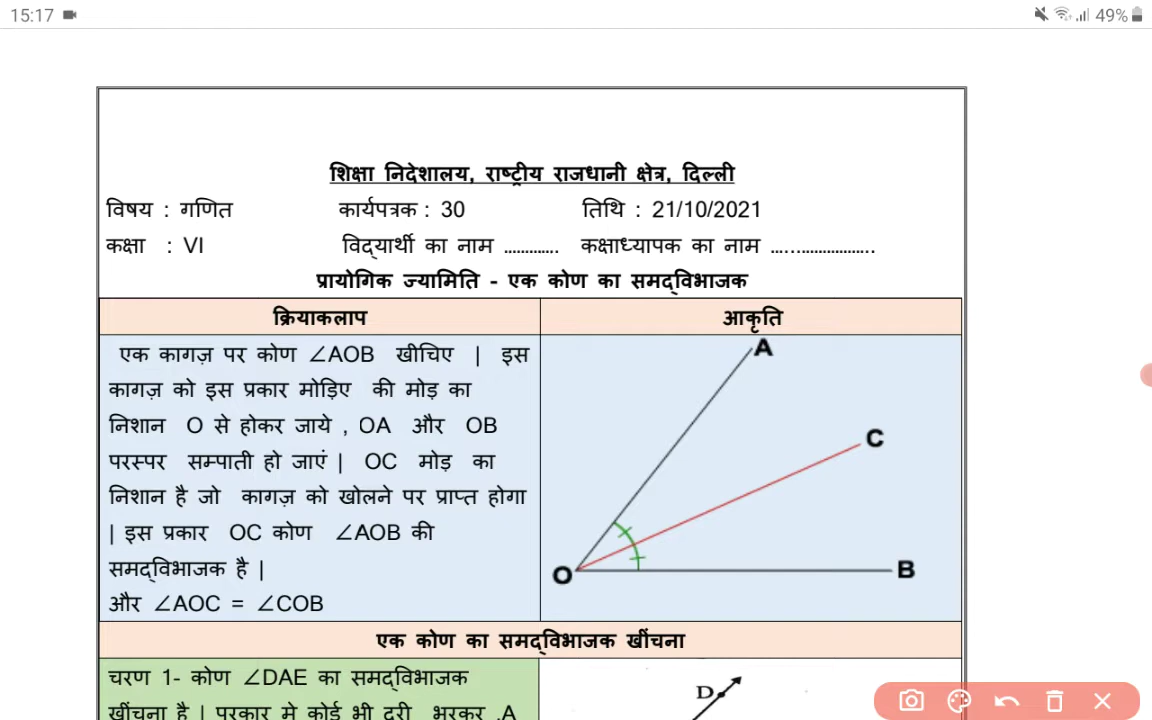 15:17
49%
शिक्षा निदेशालय, राष्ट्रीय राजधानी क्षेत्र, दिल्ली
विषय : गणित कार्यपत्रक : 30 तिथि : 21/10/2021
कक्षा : VI विद्यार्थी का नाम ............. कक्षाध्यापक का नाम ......................
प्रायोगिक ज्यामिति - एक कोण का समद्विभाजक
क्रियाकलाप आकृति
एक कागज़ पर कोण ∠AOB खीचिए | इस
कागज़ को इस प्रकार मोड़िए की मोड़ का
निशान O से होकर जाये , OA और OB
परस्पर सम्पाती हो जाएं | OC मोड़ का
निशान है जो कागज़ को खोलने पर प्राप्त होगा
| इस प्रकार OC कोण ∠AOB की
समद्विभाजक है |
और ∠AOC = ∠COB
A
C
O
B
एक कोण का समद्विभाजक खींचना
चरण 1- कोण ∠DAE का समद्विभाजक
खींचना है | परकार मे कोई भी दूरी भरकर ,A
D